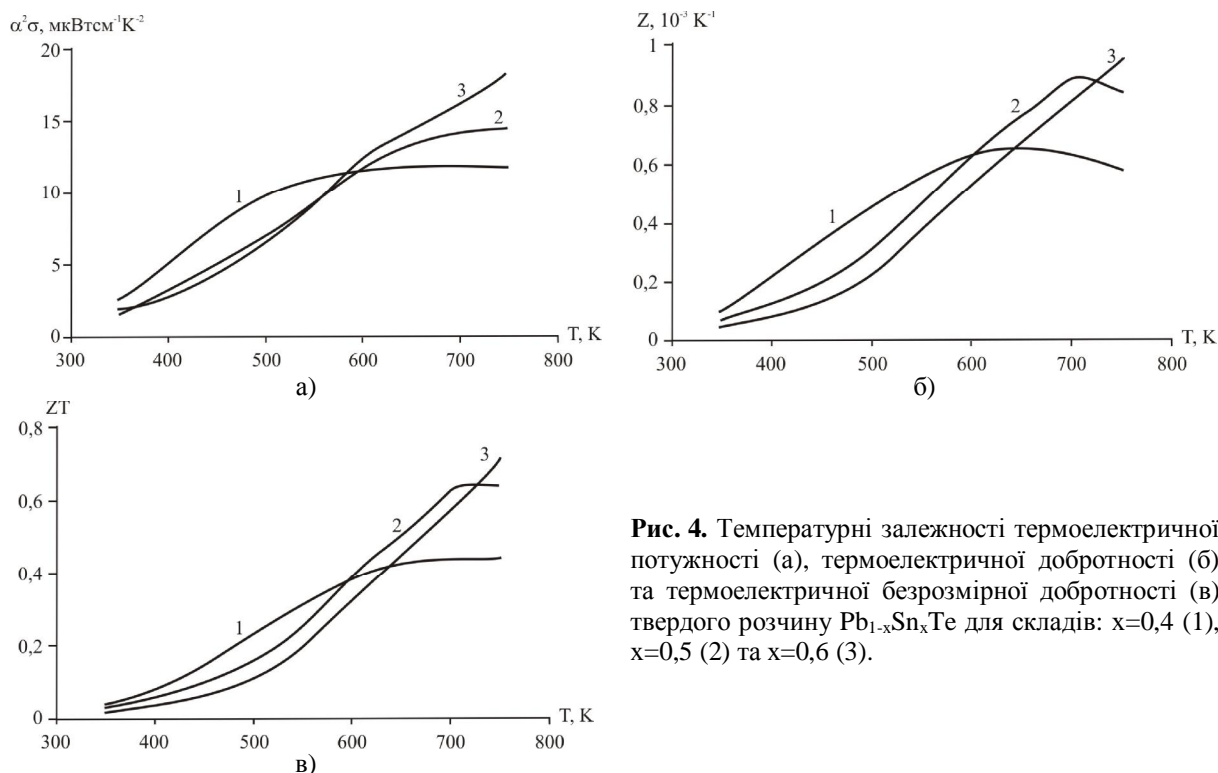 α²σ, мкВтсм⁻¹К⁻²
20
15
10
5
0
300 400 500 600 700 800
T, K
1
2
3
а)
Z, 10⁻³ K⁻¹
1
0,8
0,6
0,4
0,2
0
300 400 500 600 700 800
T, K
1
2
3
б)
ZT
0,8
0,6
0,4
0,2
0
300 400 500 600 700 800
T, K
1
2
3
в)
Рис. 4. Температурні залежності термоелектричної
потужності (а), термоелектричної добротності (б)
та термоелектричної безрозмірної добротності (в)
твердого розчину Pb₁₋ₓSnₓTe для складів: x=0,4 (1),
x=0,5 (2) та x=0,6 (3).